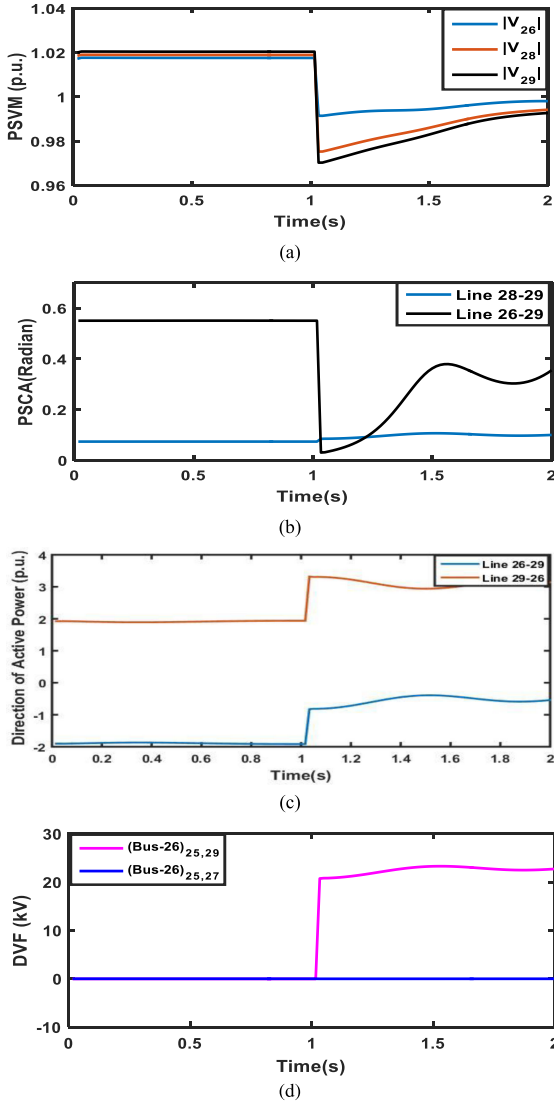 1.04
1.02
1
0.98
0.96
PSVM (p.u.)
|V26|
|V28|
|V29|
0 0.5 1 1.5 2
Time(s)
(a)
0.6
0.4
0.2
0
PSCA(Radian)
Line 28-29
Line 26-29
0 0.5 1 1.5 2
Time(s)
(b)
4
3
2
1
0
-1
-2
Direction of Active Power (p.u.)
Line 26-29
Line 29-26
0 0.2 0.4 0.6 0.8 1 1.2 1.4 1.6 1.8 2
Time(s)
(c)
30
20
10
0
-10
DVF (kV)
(Bus-26)25,29
(Bus-26)25,27
0 0.5 1 1.5 2
Time(s)
(d)